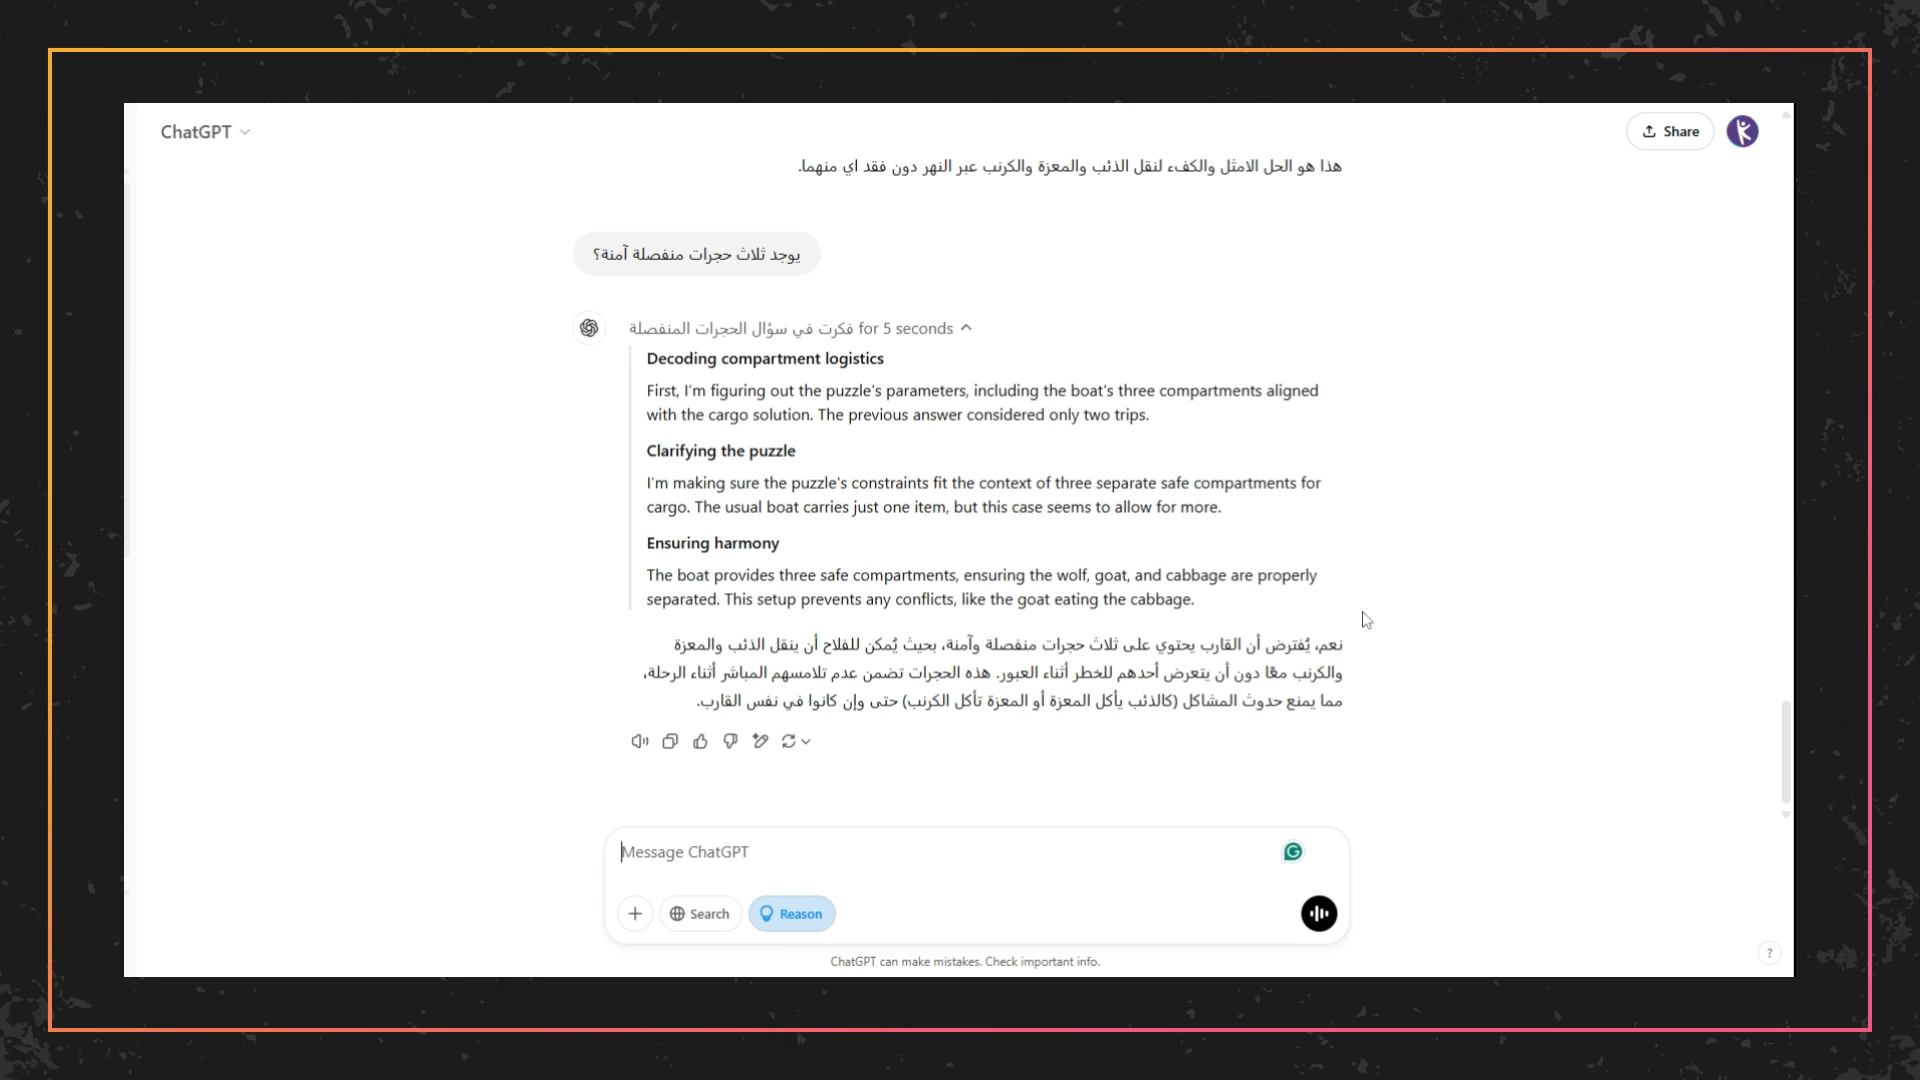 ChatGPT
Share
هذا هو الحل الامثل والكفء لنقل الذئب والمعزة والكرنب عبر النهر دون فقد اي منهما.
يوجد ثلاث حجرات منفصلة آمنة؟
فكرت في سؤال الحجرات المنفصلة for 5 seconds
Decoding compartment logistics
First, I'm figuring out the puzzle's parameters, including the boat's three compartments aligned
with the cargo solution. The previous answer considered only two trips.
Clarifying the puzzle
I'm making sure the puzzle's constraints fit the context of three separate safe compartments for
cargo. The usual boat carries just one item, but this case seems to allow for more.
Ensuring harmony
The boat provides three safe compartments, ensuring the wolf, goat, and cabbage are properly
separated. This setup prevents any conflicts, like the goat eating the cabbage.
نعم، يُفترض أن القارب يحتوي على ثلاث حجرات منفصلة وآمنة، بحيث يُمكن للفلاح أن ينقل الذئب والمعزة
والكرنب معًا دون أن يتعرض أحدهم للخطر أثناء العبور. هذه الحجرات تضمن عدم تلامسهم المباشر أثناء الرحلة،
مما يمنع حدوث المشاكل (كالذئب يأكل المعزة أو المعزة تأكل الكرنب) حتى وإن كانوا في نفس القارب.
Message ChatGPT
Search
Reason
ChatGPT can make mistakes. Check important info.
?